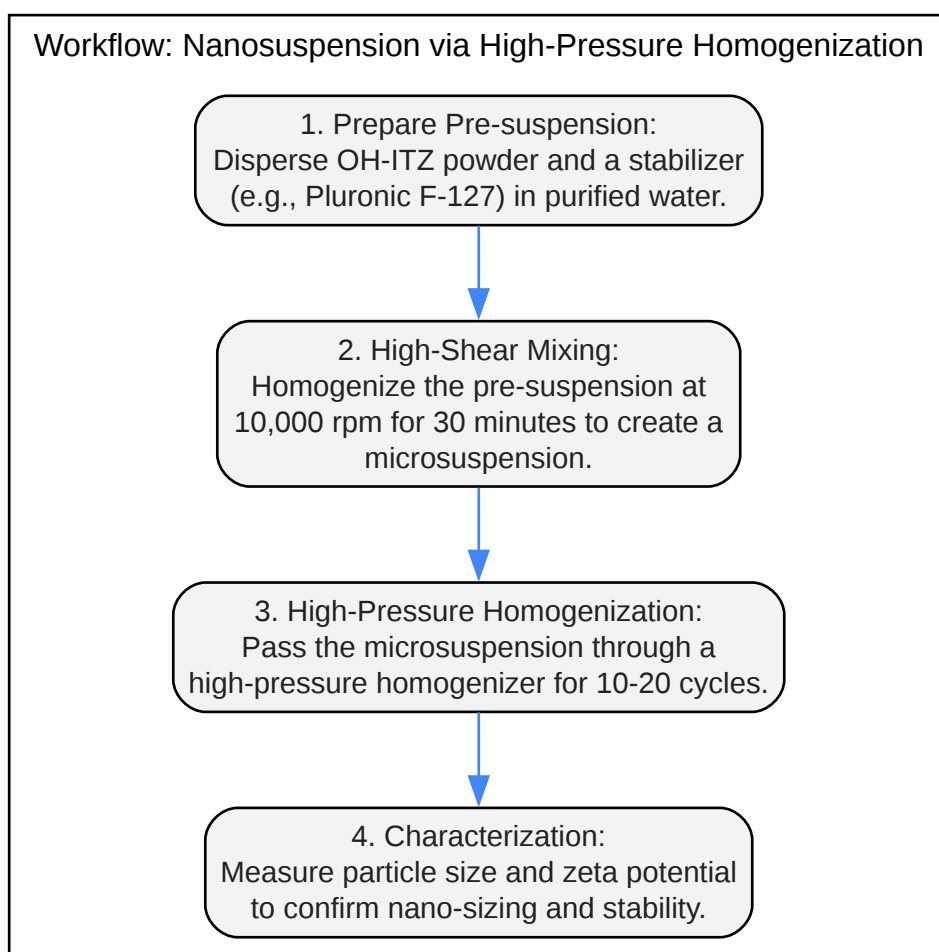 Workflow: Nanosuspension via High-Pressure Homogenization
1. Prepare Pre-suspension:
Disperse OH-ITZ powder and a stabilizer
(e.g., Pluronic F-127) in purified water.
2. High-Shear Mixing:
Homogenize the pre-suspension at
10,000 rpm for 30 minutes to create a
microsuspension.
3. High-Pressure Homogenization:
Pass the microsuspension through a
high-pressure homogenizer for 10-20 cycles.
4. Characterization:
Measure particle size and zeta potential
to confirm nano-sizing and stability.